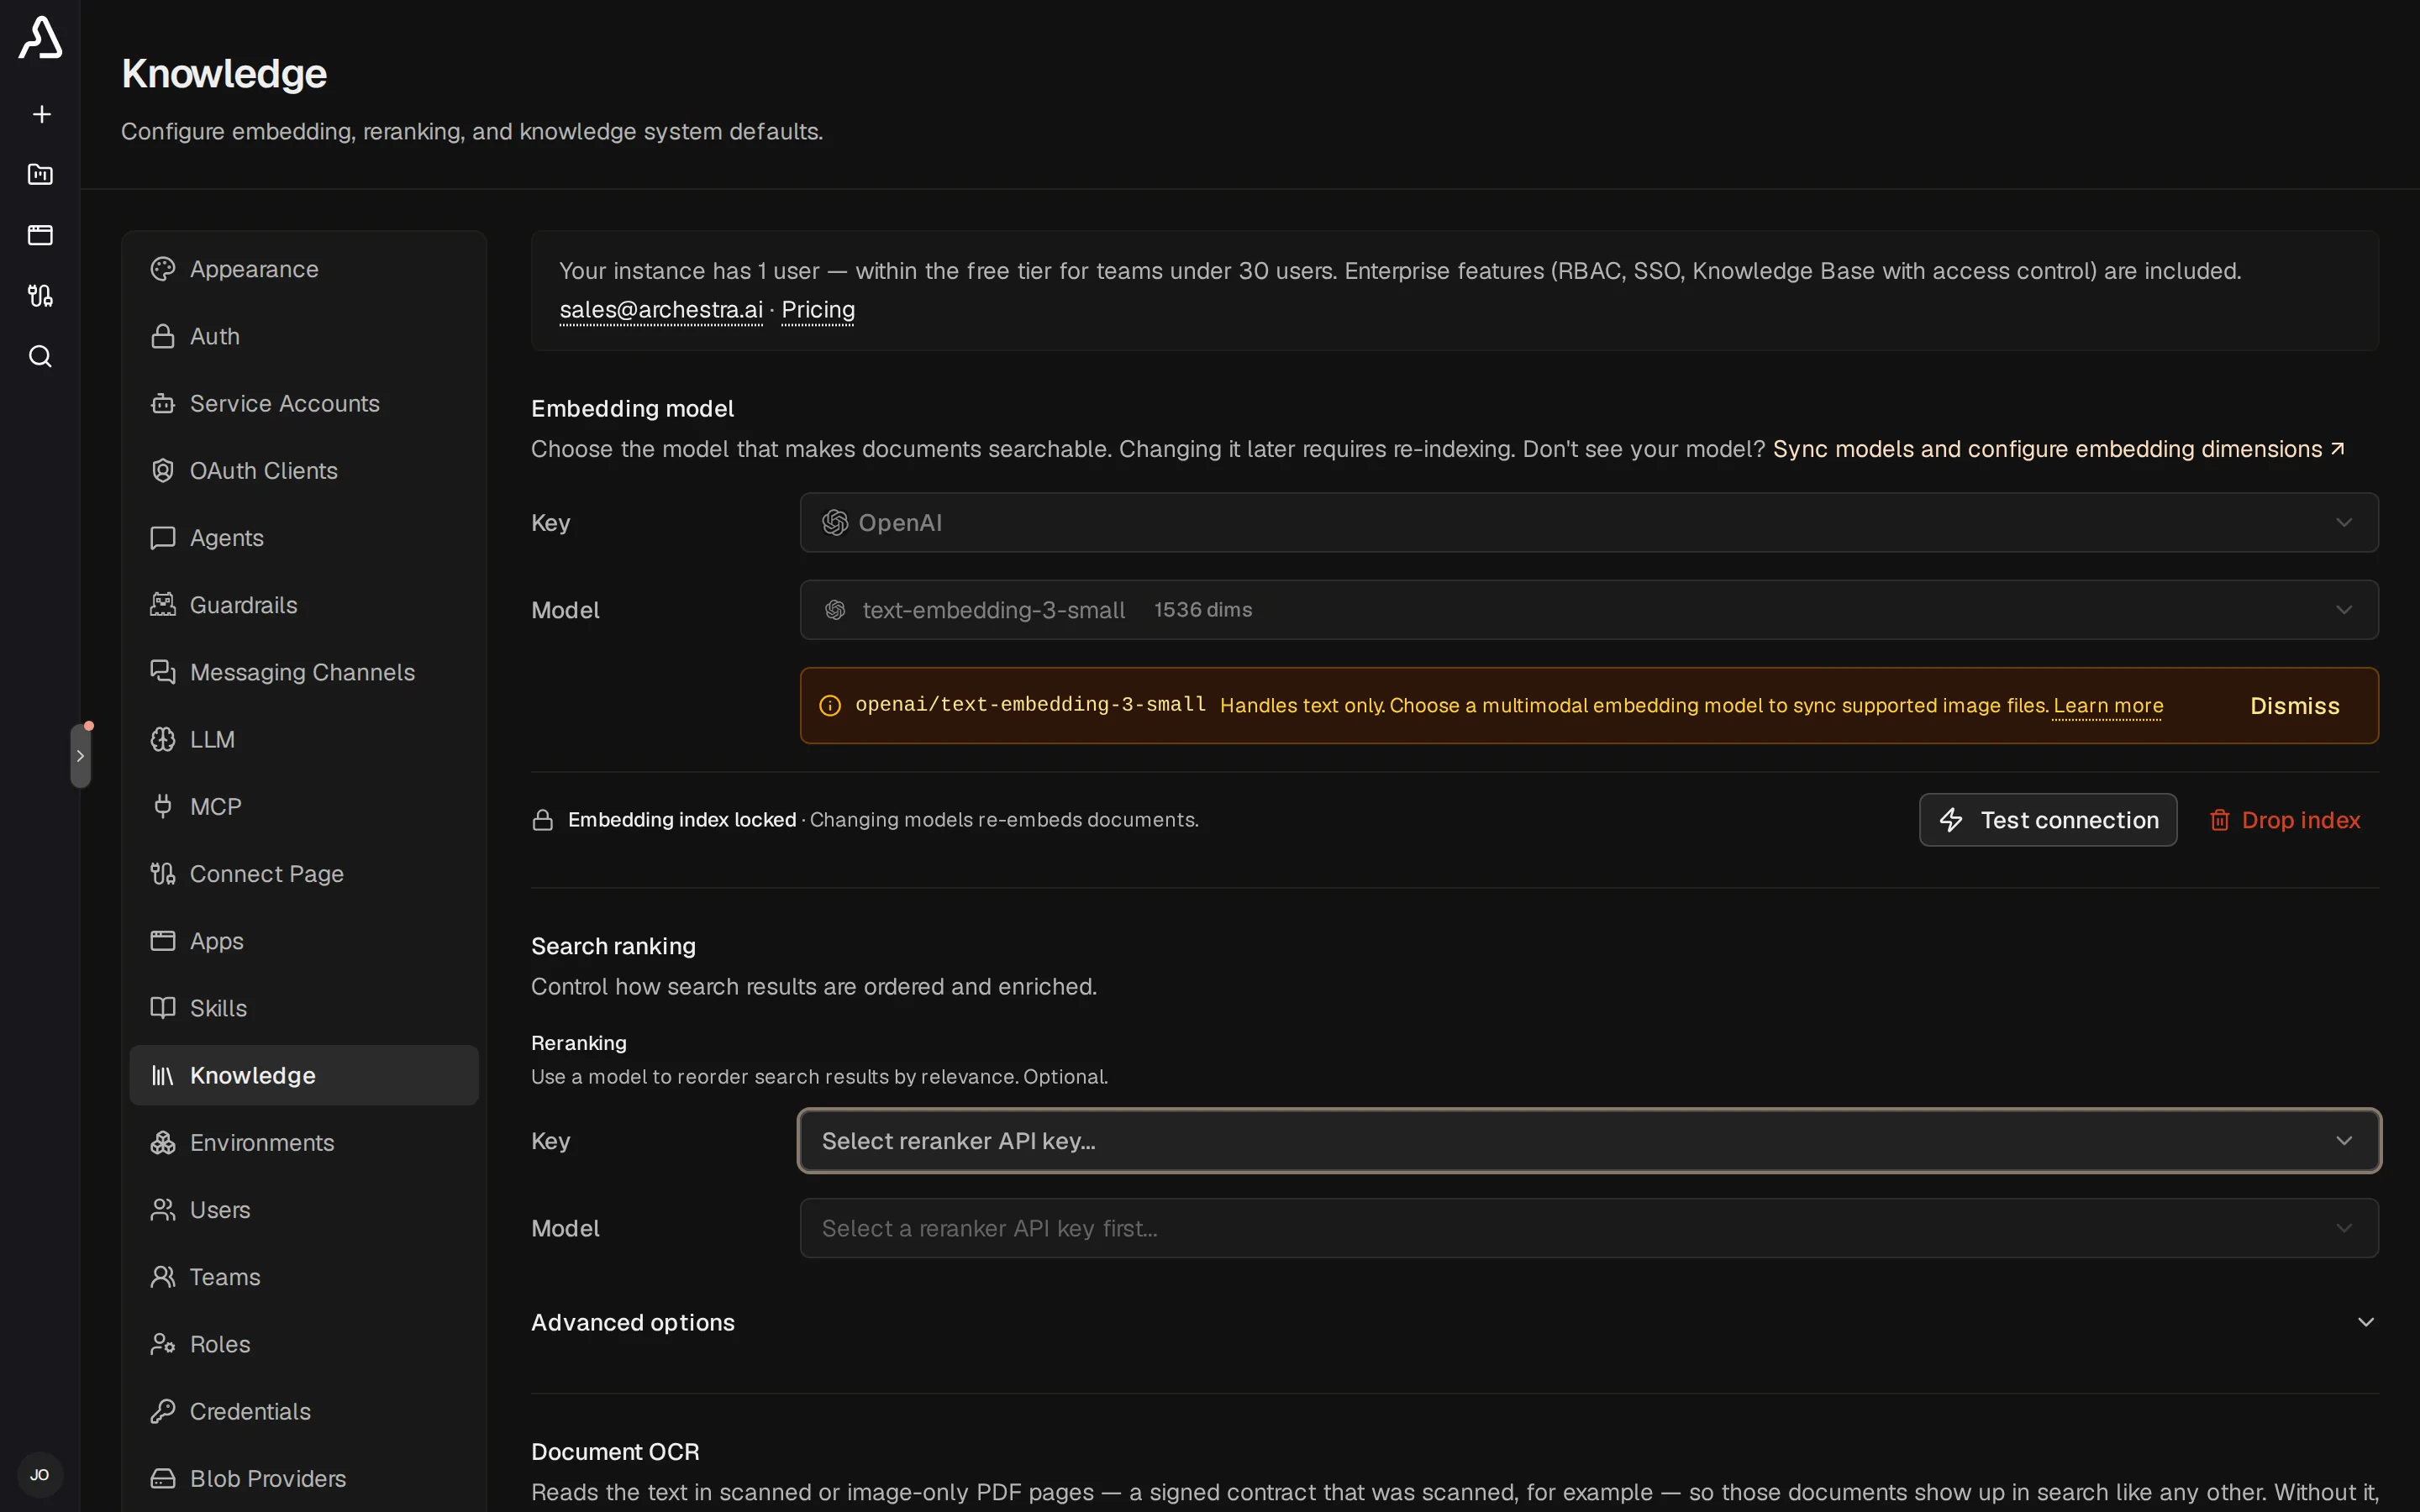 Knowledge
Configure embedding, reranking, and knowledge system defaults.
Appearance
Auth
Service Accounts
OAuth Clients
Agents
Guardrails
Messaging Channels
LLM
MCP
Connect Page
Apps
Skills
Knowledge
Environments
Users
Teams
Roles
Credentials
Blob Providers
JO
Your instance has 1 user — within the free tier for teams under 30 users. Enterprise features (RBAC, SSO, Knowledge Base with access control) are included.
sales@archestra.ai · Pricing
Embedding model
Choose the model that makes documents searchable. Changing it later requires re-indexing. Don't see your model? Sync models and configure embedding dimensions
Key
OpenAI
Model
text-embedding-3-small 1536 dims
openai/text-embedding-3-small Handles text only. Choose a multimodal embedding model to sync supported image files. Learn more Dismiss
Embedding index locked · Changing models re-embeds documents.
Test connection
Drop index
Search ranking
Control how search results are ordered and enriched.
Reranking
Use a model to reorder search results by relevance. Optional.
Key
Select reranker API key...
Model
Select a reranker API key first...
Advanced options
Document OCR
Reads the text in scanned or image-only PDF pages — a signed contract that was scanned, for example — so those documents show up in search like any other. Without it,